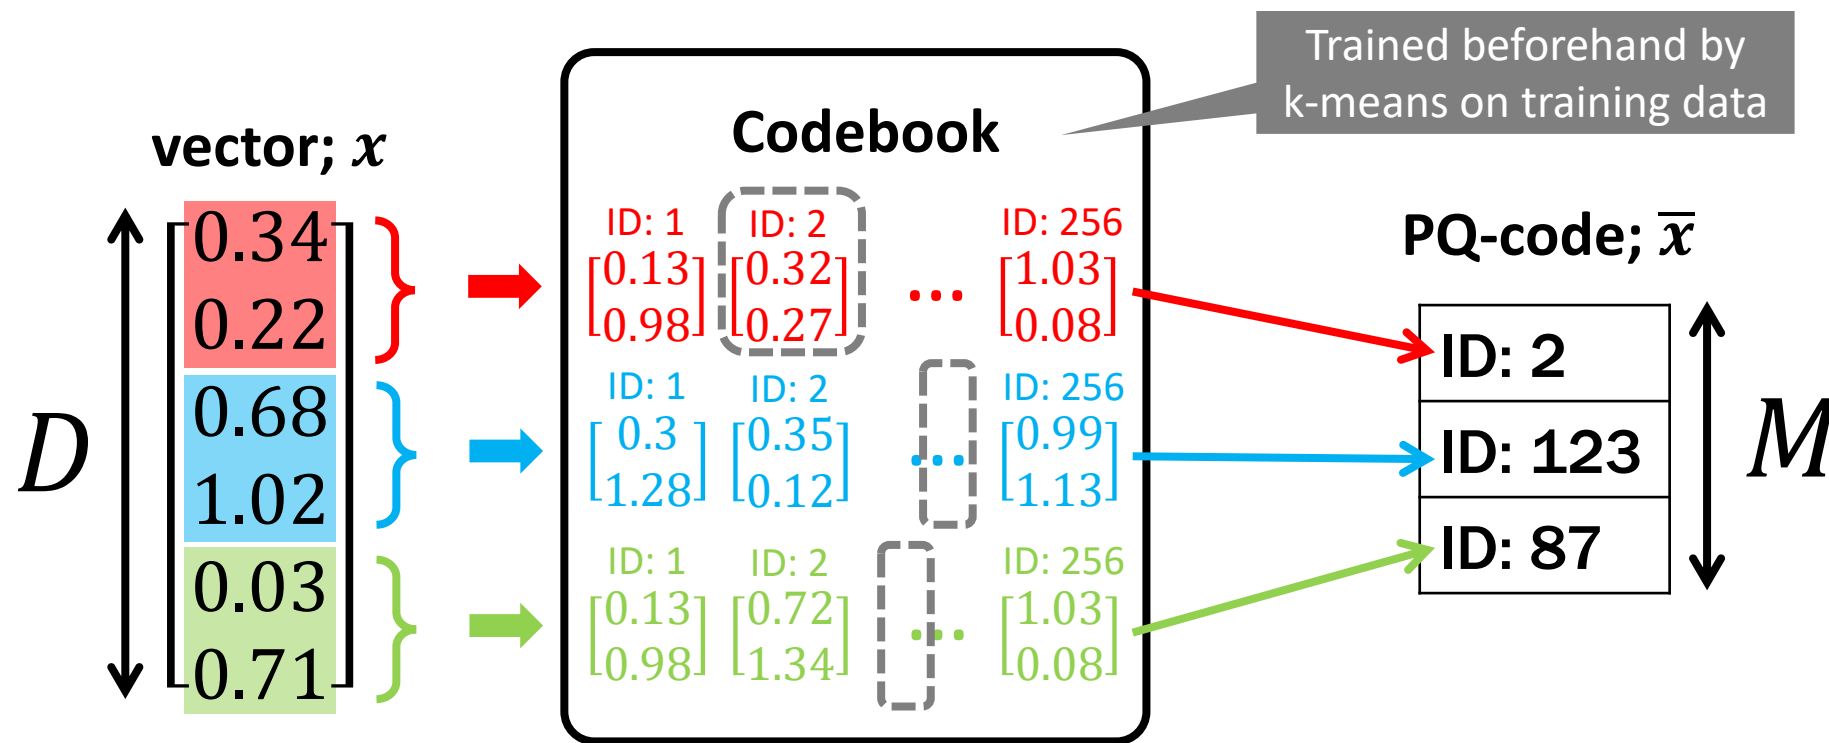 Trained beforehand by
k-means on training data
vector; x
Codebook
PQ-code; x̅
D
0.34
0.22
0.68
1.02
0.03
0.71
ID: 1 ID: 2 ID: 256
[0.13 [0.32 ... [1.03
0.98] 0.27] 0.08]
ID: 1 ID: 2 ID: 256
[0.3 [0.35 ... [0.99
1.28] 0.12] 1.13]
ID: 1 ID: 2 ID: 256
[0.13 [0.72 ... [1.03
0.98] 1.34] 0.08]
ID: 2
ID: 123
ID: 87
M